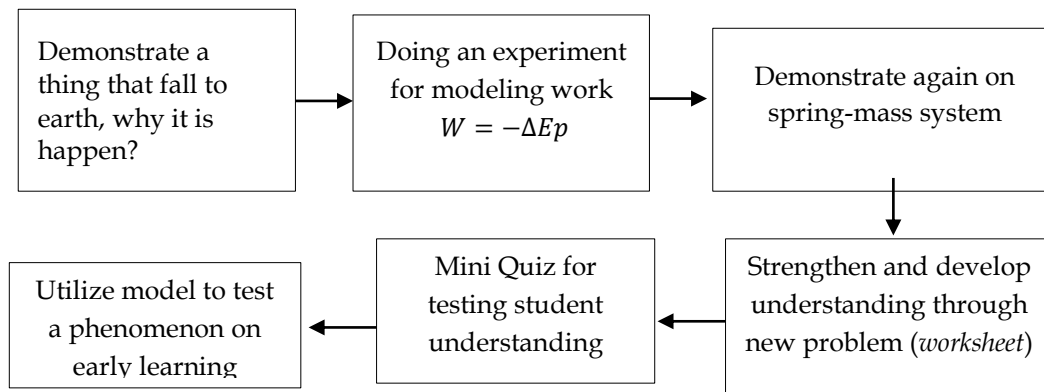 Demonstrate a
thing that fall to
earth, why it is
happen?
Doing an experiment
for modeling work
𝑊 = −Δ𝐸𝑝
Demonstrate again on
spring-mass system
Strengthen and develop
understanding through
new problem (worksheet)
Mini Quiz for
testing student
understanding
Utilize model to test
a phenomenon on
early learning